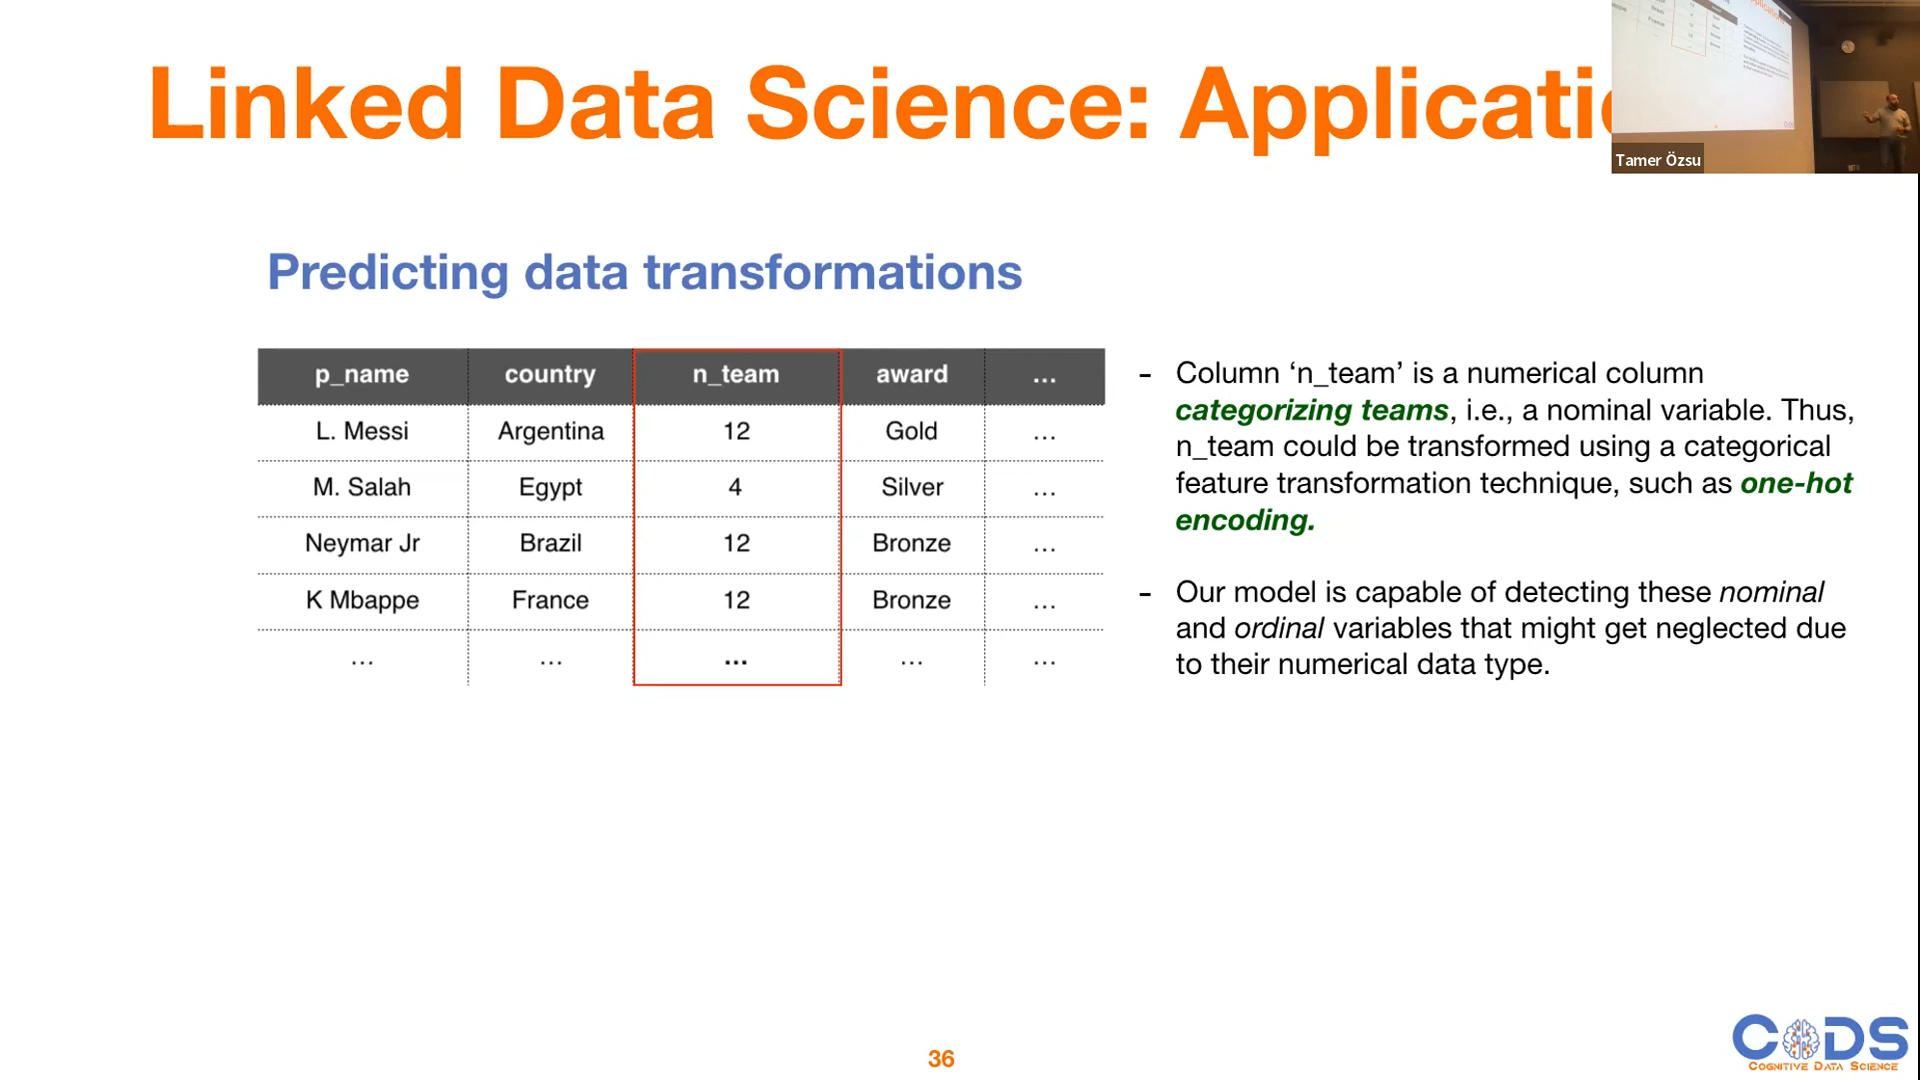 Linked Data Science: Applicatio
Tamer Özsu
Predicting data transformations
p_name country n_team award ...
L. Messi Argentina 12 Gold ...
M. Salah Egypt 4 Silver ...
Neymar Jr Brazil 12 Bronze ...
K Mbappe France 12 Bronze ...
... ... ... ... ...
- Column ‘n_team’ is a numerical column
categorizing teams, i.e., a nominal variable. Thus,
n_team could be transformed using a categorical
feature transformation technique, such as one-hot
encoding.
- Our model is capable of detecting these nominal
and ordinal variables that might get neglected due
to their numerical data type.
36
CODS
COGNITIVE DATA SCIENCE